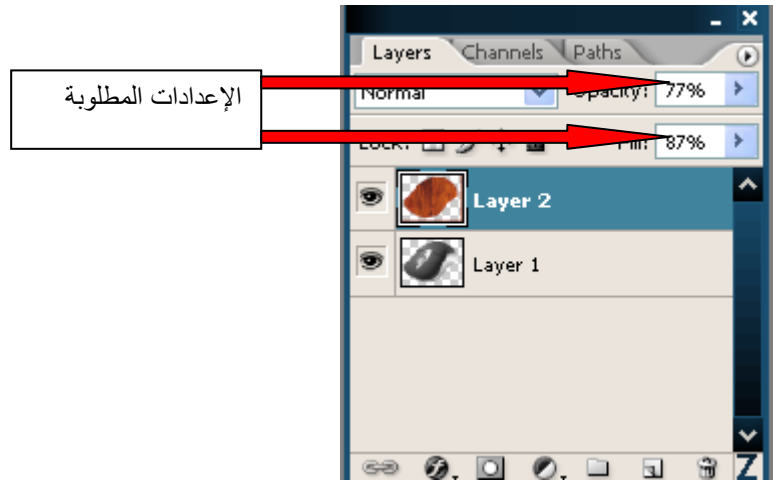 Layers Channels Paths
الإعدادات المطلوبة
Normal Opacity: 77%
Lock: Fill: 87%
Layer 2
Layer 1